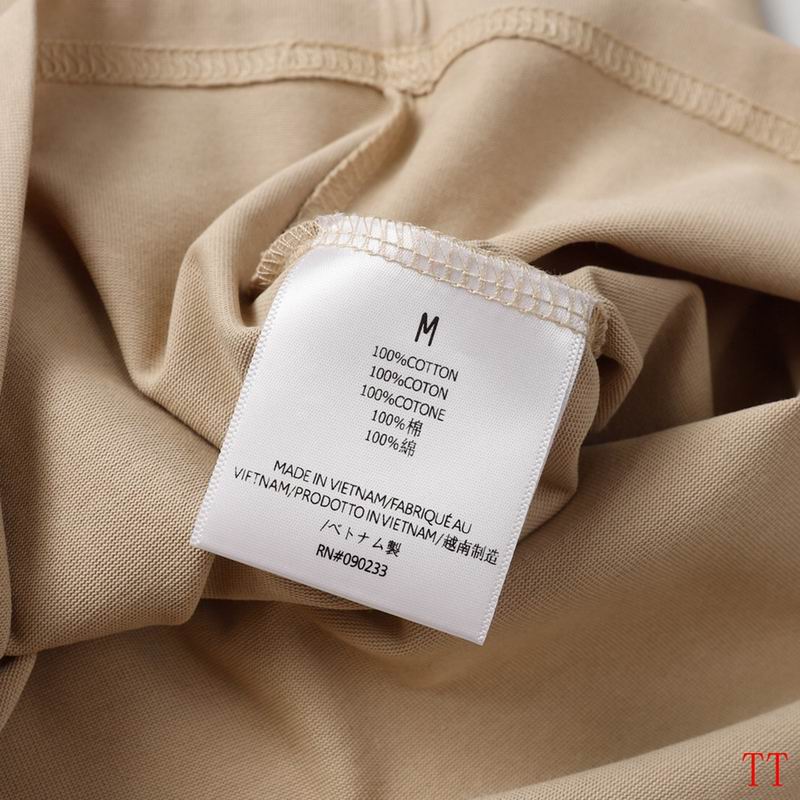 M
100%COTTON
100%COTON
100%COTONE
100%棉
100%綿
MADE IN VIETNAM/FABRIQUÉ AU
VIFTNAM/PRODOTTO IN VIETNAM/越南制造
/ベトナム製
RN#090233
TT